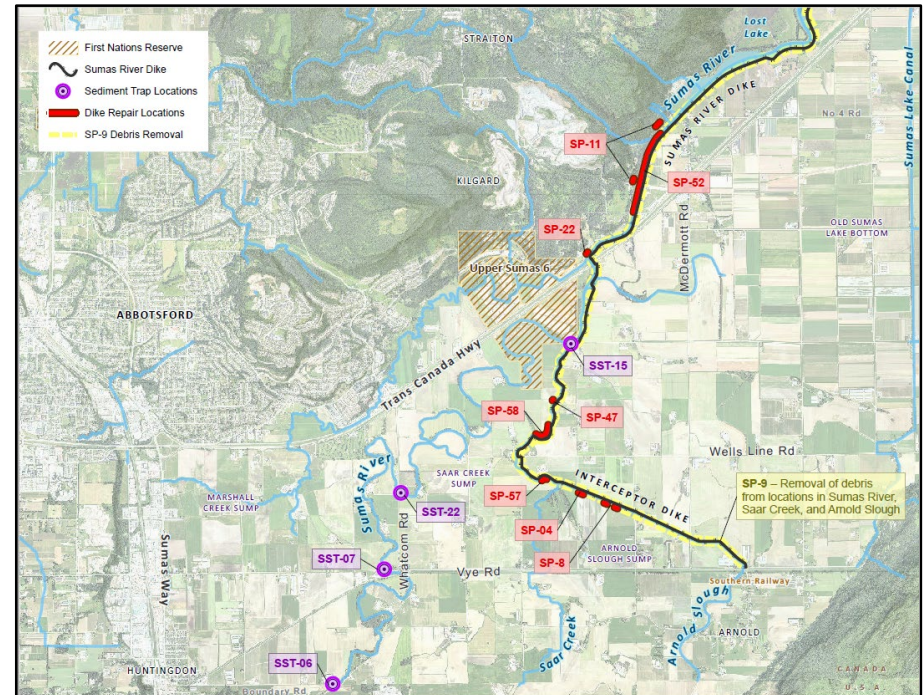 First Nations Reserve
Sumas River Dike
Sediment Trap Locations
Dike Repair Locations
SP-9 Debris Removal
STRAITON
Lost
Lake
Sumas River
SUMAS RIVER DIKE
No 4 Rd
Sumas-Lake-Canal
SP-11
SP-52
KILGARD
McDermott Rd
OLD SUMAS
LAKE BOTTOM
SP-22
Upper Sumas 6
ABBOTSFORD
Trans Canada Hwy
SST-15
SP-47
SP-58
Wells Line Rd
Sumas River
SAAR CREEK
SUMP
SP-57
INTERCEPTOR DIKE
SP-9 – Removal of debris
from locations in Sumas River,
Saar Creek, and Arnold Slough
MARSHALL
CREEK SUMP
SST-22
SP-04
Whatcom Rd
Sumas Way
SP-8
ARNOLD
SLOUGH SUMP
SST-07
Vye Rd
Southern Railway
Saar Creek
Arnold Slough
ARNOLD
HUNTINGDON
SST-06
Boundary Rd
CANADA
U.S.A